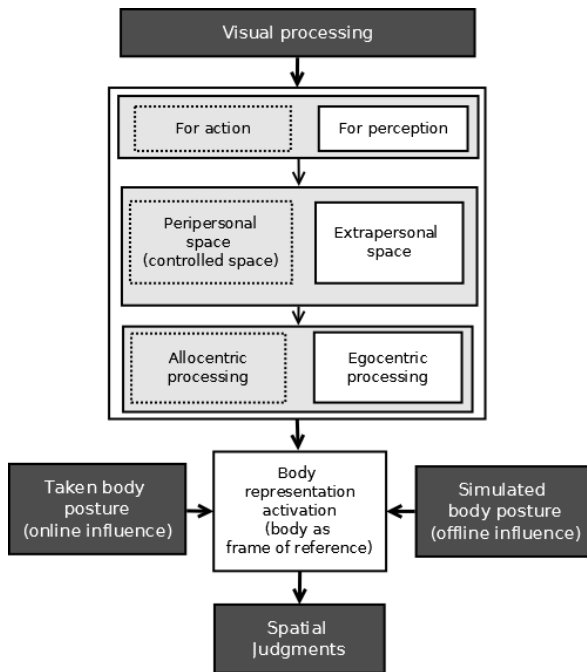 Visual processing
For action
For perception
Peripersonal
space
(controlled space)
Extrapersonal
space
Allocentric
processing
Egocentric
processing
Taken body
posture
(online influence)
Body
representation
activation
(body as
frame of reference)
Simulated
body posture
(offline influence)
Spatial
Judgments